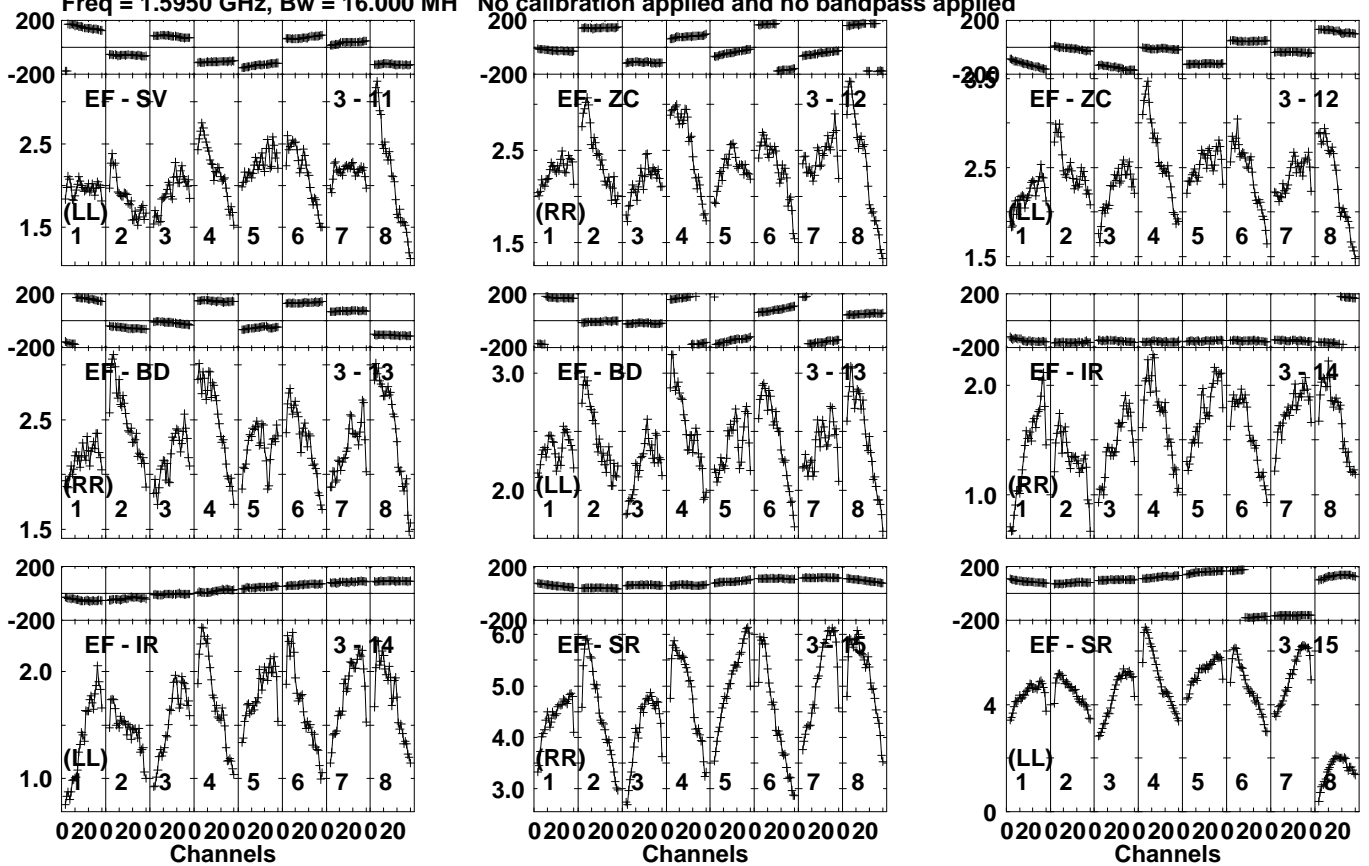 Freq = 1.5950 GHz, Bw = 16.000 MH No calibration applied and no bandpass applied
200 200 200
-200 -200 -200
3.5
EF - SV 3 - 11 EF - ZC 3 - 12 EF - ZC 3 - 12
2.5 2.5 2.5
(LL) (RR) (LL)
1.5 1 2 3 4 5 6 7 8 1.5 1 2 3 4 5 6 7 8 1.5 1 2 3 4 5 6 7 8
200 200 200
-200 -200 -200
EF - BD 3 - 13 3.0 EF - BD 3 - 13 2.0 EF - IR 3 - 14
2.5
(RR) 2.0 (LL) 1.0 (RR)
1.5 1 2 3 4 5 6 7 8 1 2 3 4 5 6 7 8 1 2 3 4 5 6 7 8
200 200 200
-200 -200 -200
EF - IR 3 - 14 6.0 EF - SR 3 - 15 EF - SR 3 - 15
2.0 5.0 4
(LL) 4.0 (RR) (LL)
1.0 1 2 3 4 5 6 7 8 3.0 1 2 3 4 5 6 7 8 0 1 2 3 4 5 6 7 8
020020020020020020020020 020020020020020020020020 020020020020020020020020
Channels Channels Channels